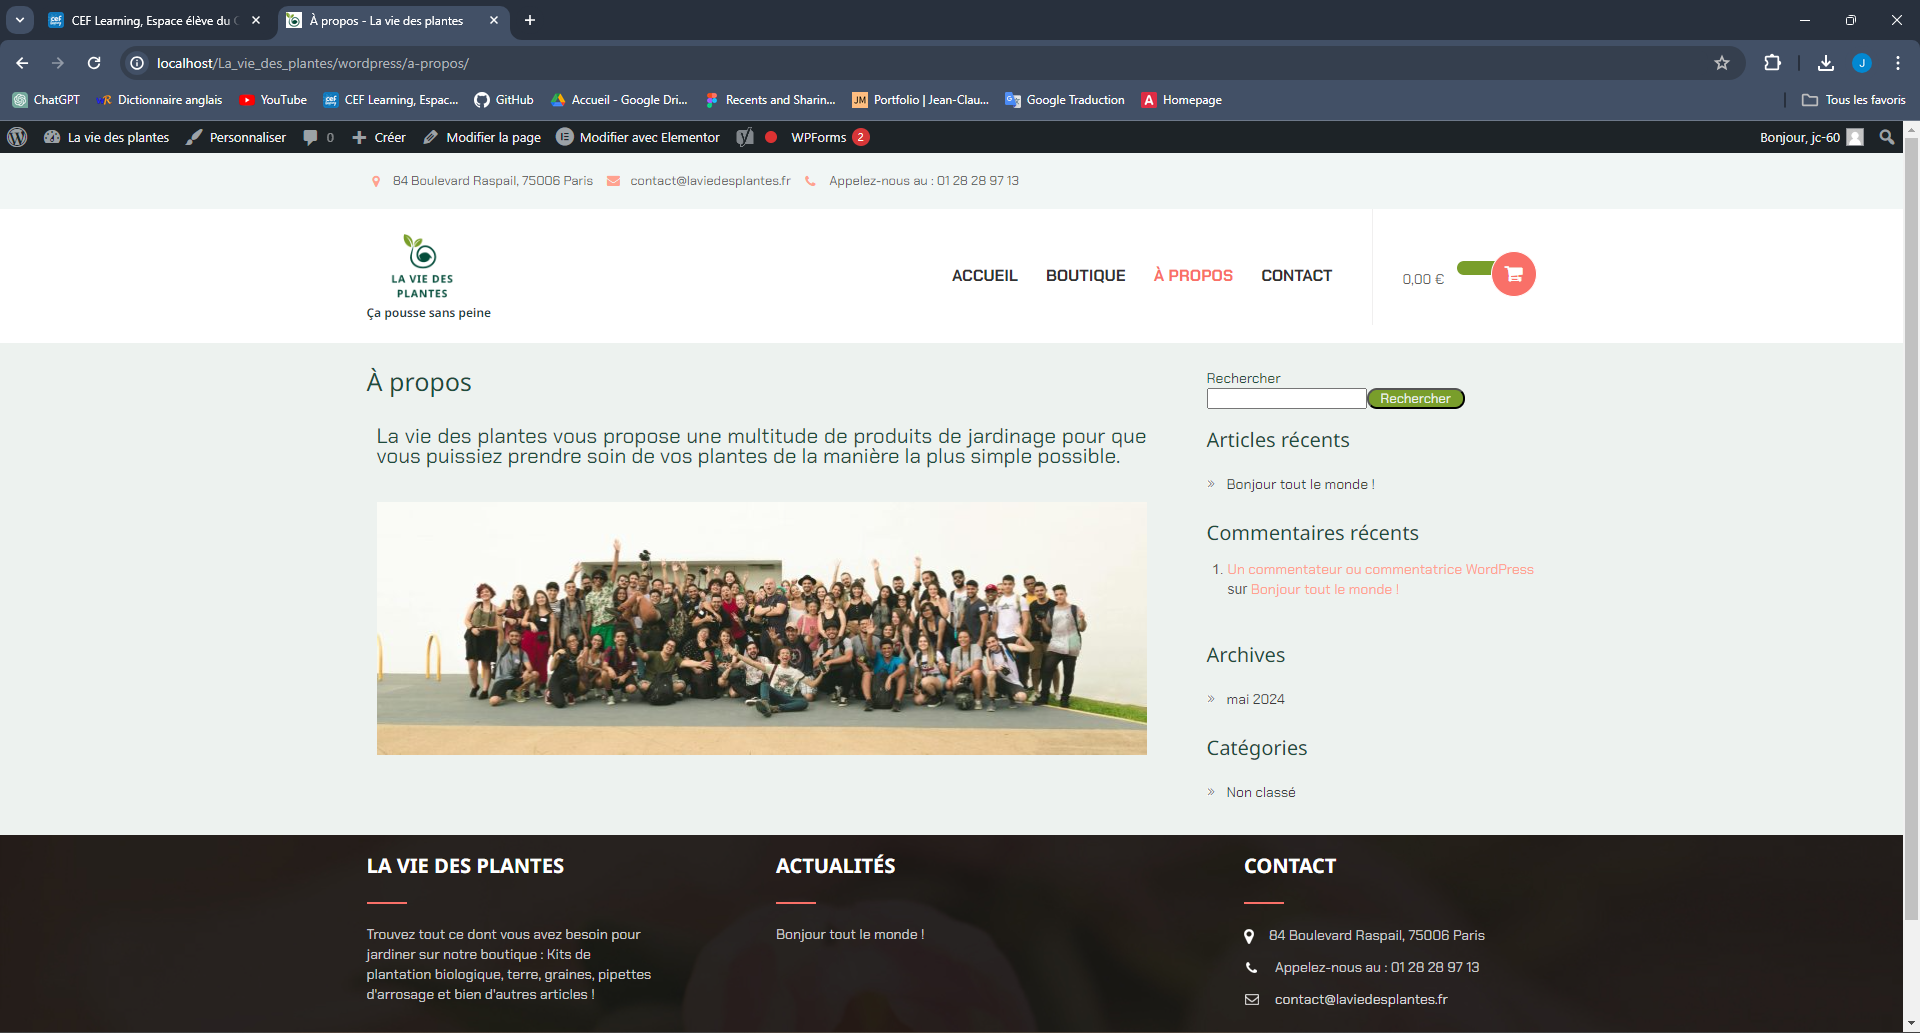 CEF Learning, Espace élève du C
À propos - La vie des plantes
localhost/La_vie_des_plantes/wordpress/a-propos/
J
ChatGPT
Dictionnaire anglais
YouTube
CEF Learning, Espac...
GitHub
Accueil - Google Dri...
Recents and Sharin...
JM Portfolio | Jean-Clau...
Google Traduction
A Homepage
Tous les favoris
La vie des plantes
Personnaliser
0
Créer
Modifier la page
Modifier avec Elementor
WPForms 2
Bonjour, jc-60
84 Boulevard Raspail, 75006 Paris
contact@laviedesplantes.fr
Appelez-nous au : 01 28 28 97 13
LA VIE DES
PLANTES
Ça pousse sans peine
ACCUEIL
BOUTIQUE
À PROPOS
CONTACT
0,00 €
À propos
La vie des plantes vous propose une multitude de produits de jardinage pour que
vous puissiez prendre soin de vos plantes de la manière la plus simple possible.
Rechercher
Rechercher
Articles récents
Bonjour tout le monde !
Commentaires récents
1. Un commentateur ou commentatrice WordPress
sur Bonjour tout le monde !
Archives
mai 2024
Catégories
Non classé
LA VIE DES PLANTES
Trouvez tout ce dont vous avez besoin pour
jardiner sur notre boutique : Kits de
plantation biologique, terre, graines, pipettes
d'arrosage et bien d'autres articles !
ACTUALITÉS
Bonjour tout le monde !
CONTACT
84 Boulevard Raspail, 75006 Paris
Appelez-nous au : 01 28 28 97 13
contact@laviedesplantes.fr